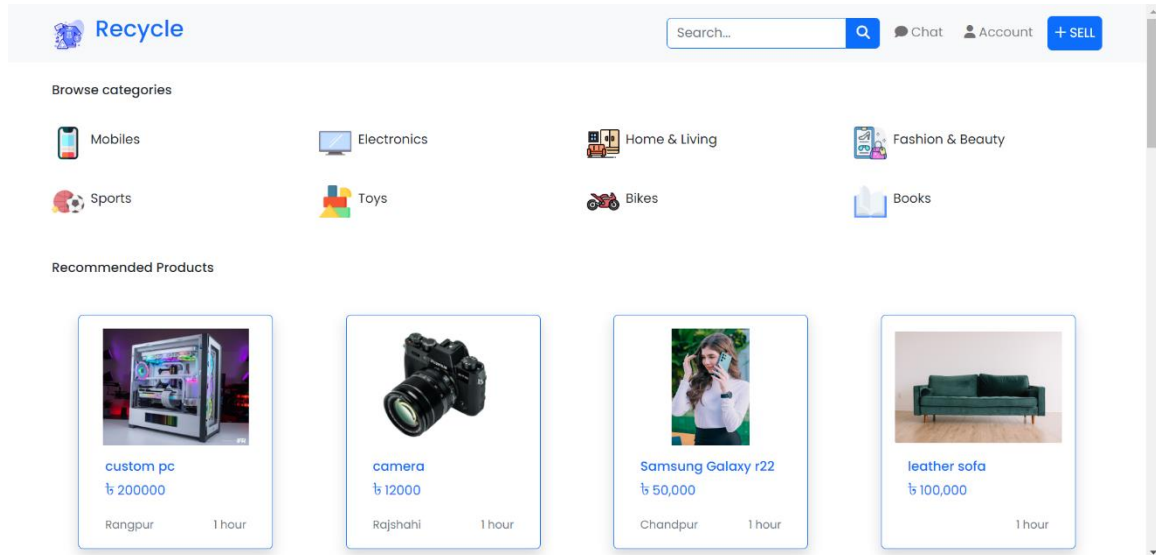 Recycle
Search...
Chat
Account
+ SELL
Browse categories
Mobiles
Electronics
Home & Living
Fashion & Beauty
Sports
Toys
Bikes
Books
Recommended Products
custom pc
৳ 200000
Rangpur 1 hour
camera
৳ 12000
Rajshahi 1 hour
Samsung Galaxy r22
৳ 50,000
Chandpur 1 hour
leather sofa
৳ 100,000
1 hour